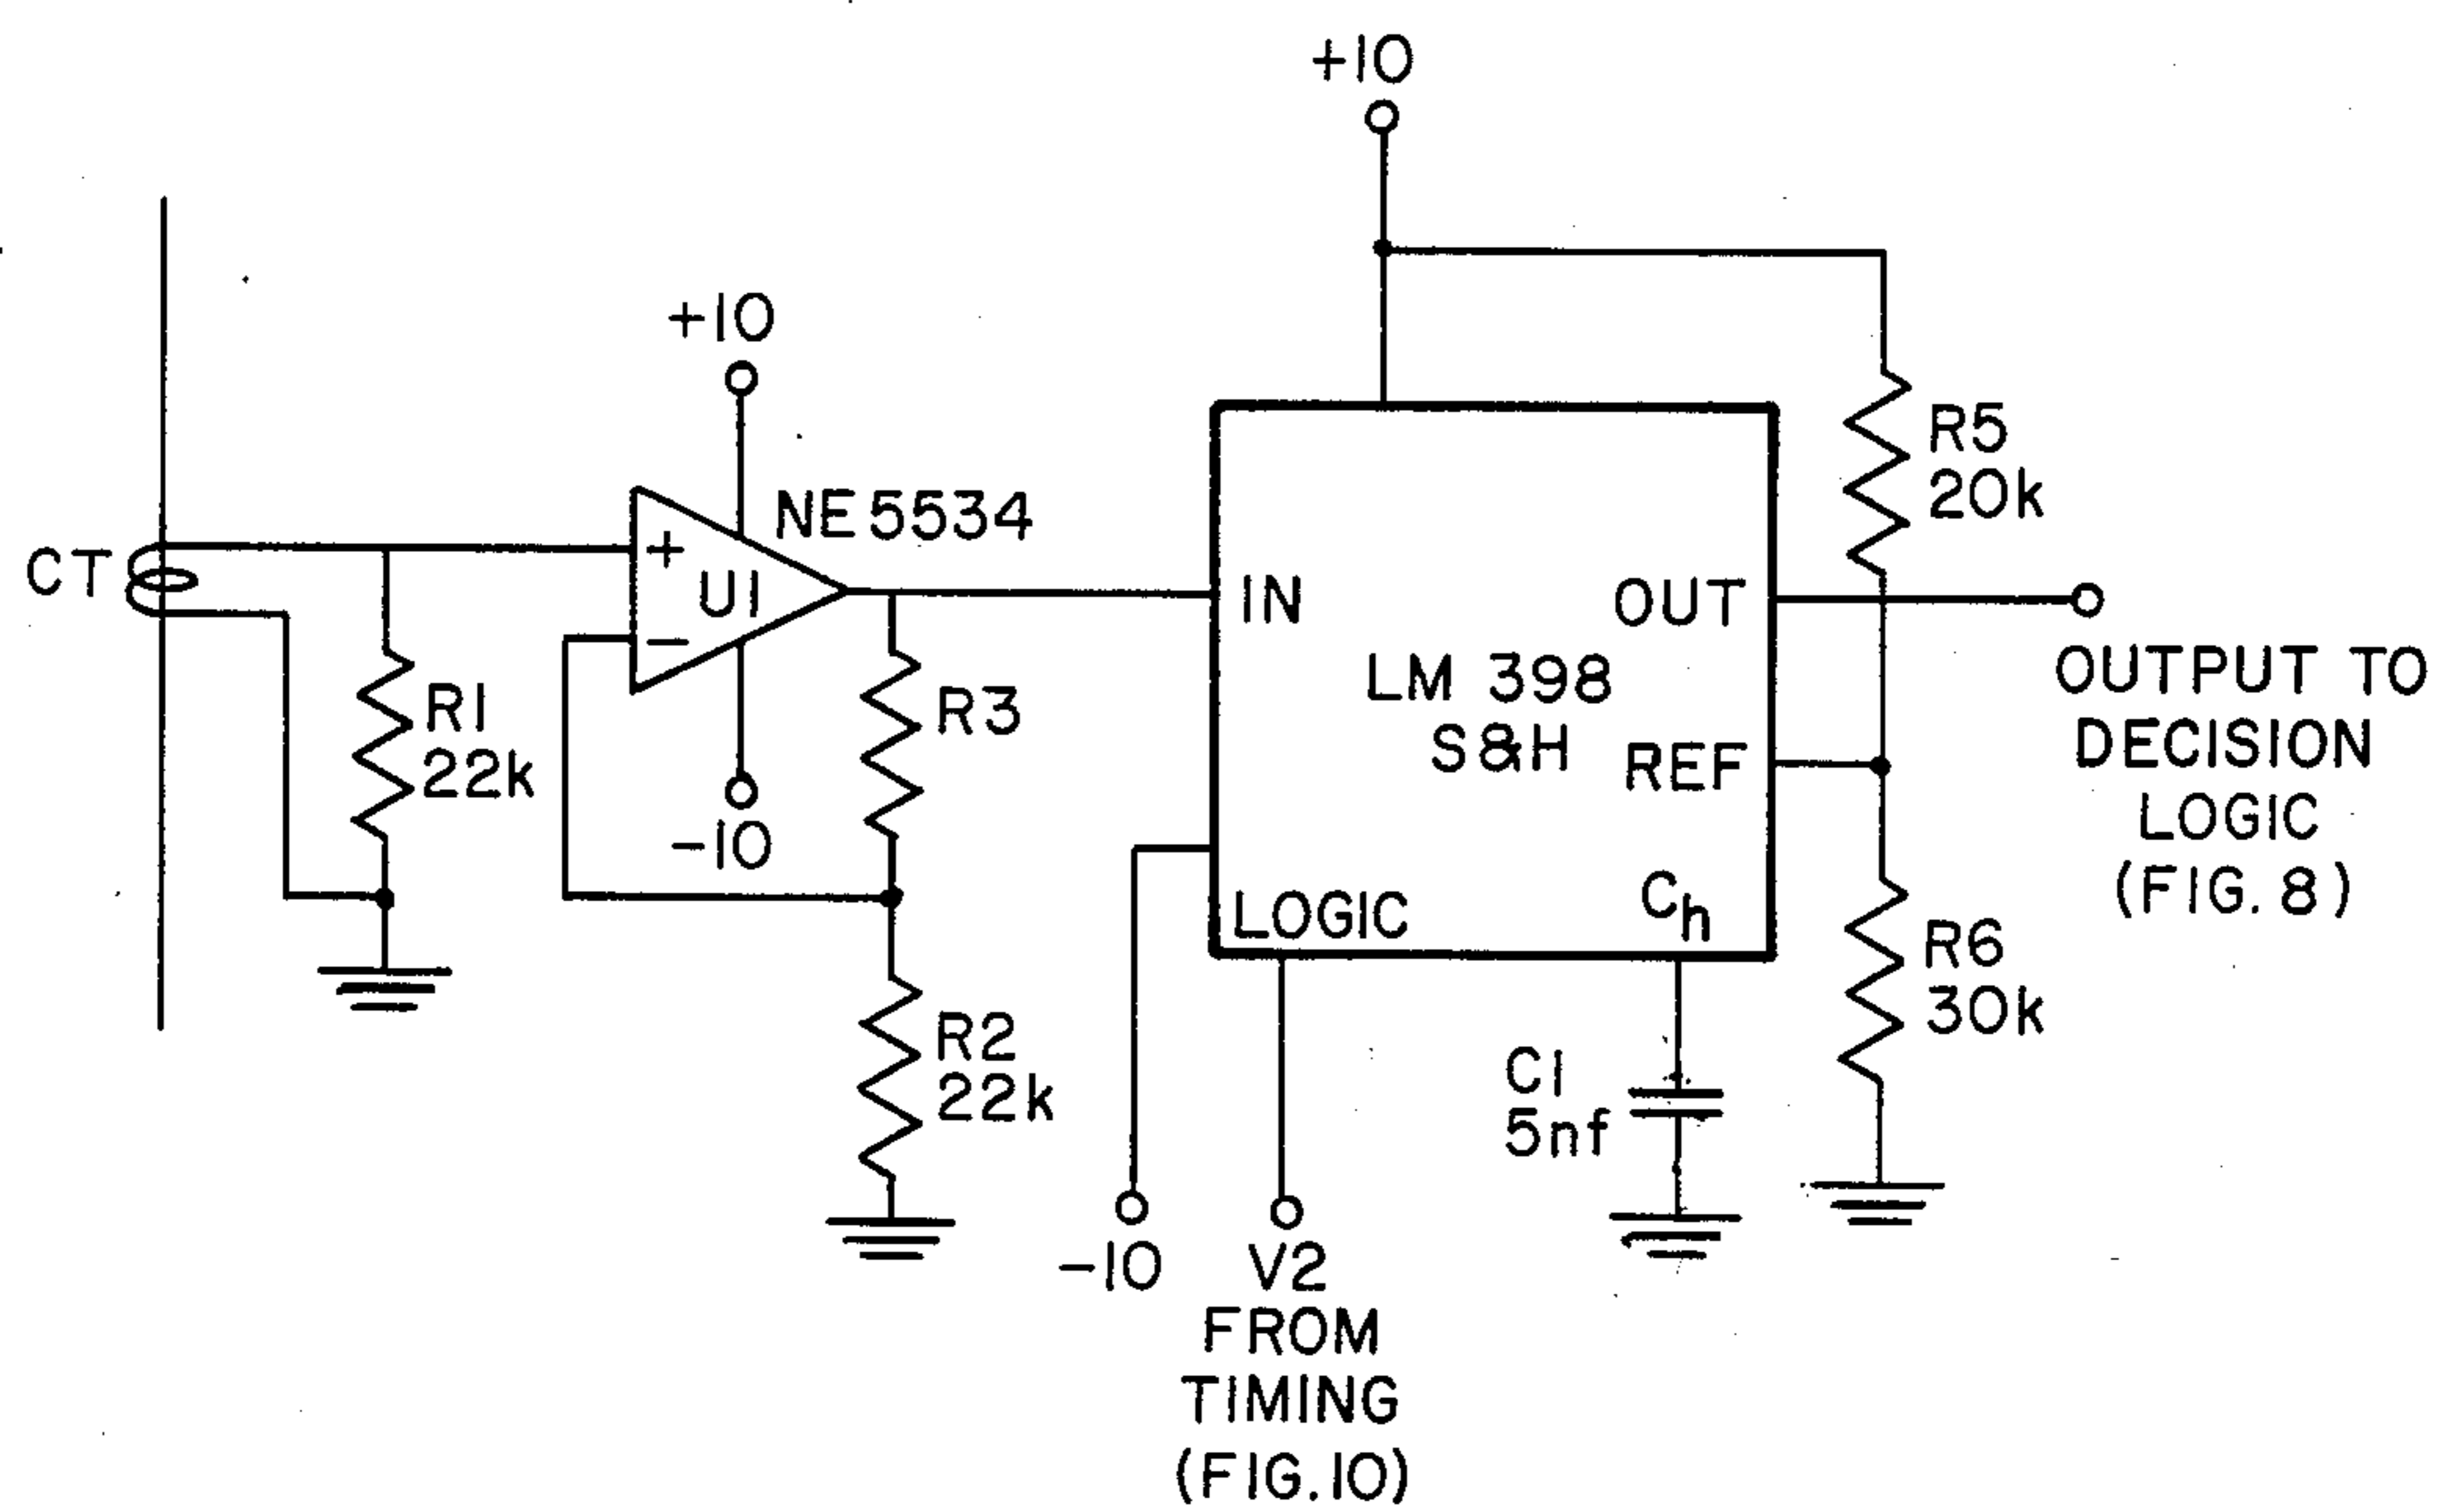 +10
+10
CT
+
U1
−
NE5534
−10
R1
22k
R3
R2
22k
IN
OUT
LM 398
S&H
REF
LOGIC
Ch
R5
20k
OUTPUT TO
DECISION
LOGIC
(FIG. 8)
R6
30k
C1
5nf
−10
V2
FROM
TIMING
(FIG.10)